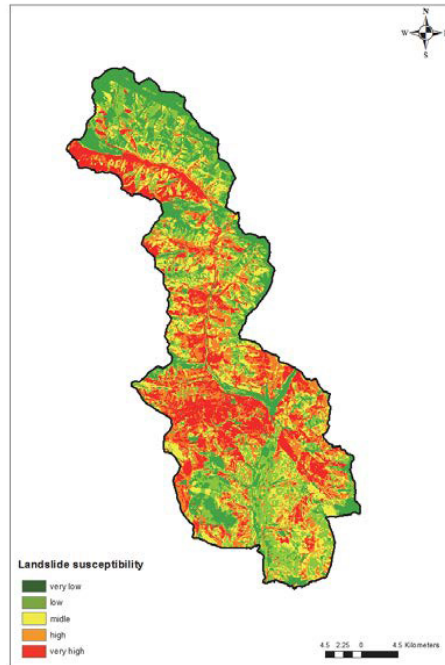 N
W
S
Landslide susceptibility
very low
low
midle
high
very high
4.5 2.25 0 4.5 Kilometers